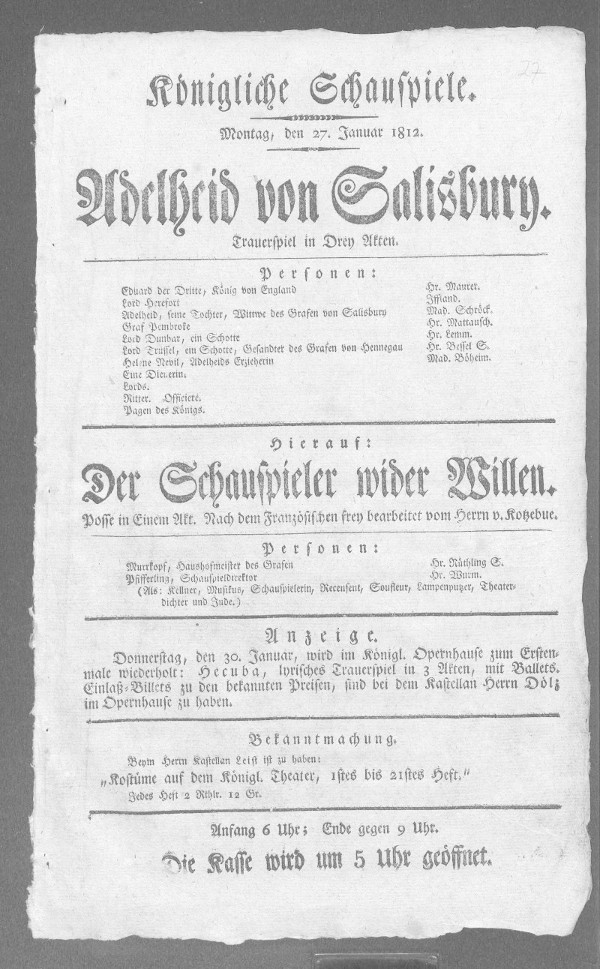 27
Königliche Schauspiele.
Montag, den 27. Januar 1812.
Adelheid von Salisbury.
Trauerspiel in Drey Akten.
Personen:
Eduard der Dritte, König von England Hr. Maurer.
Lord Herefort Iffland.
Adelheid, seine Tochter, Wittwe des Grafen von Salisbury Mad. Schröck.
Graf Pembroke Hr. Mattausch.
Lord Dunbar, ein Schotte Hr. Lemm.
Lord Trussel, ein Schotte, Gesandter des Grafen von Hennegau Hr. Bessel S.
Helene Nevil, Adelheids Erzieherin Mad. Böheim.
Eine Dienerin.
Lords.
Ritter. Officiere.
Pagen des Königs.
Hierauf:
Der Schauspieler wider Willen.
Posse in Einem Akt. Nach dem Französischen frey bearbeitet vom Herrn v. Kotzebue.
Personen:
Murrkopf, Haushofmeister des Grafen Hr. Rüthling S.
Pfifferling, Schauspieldirektor Hr. Wurm.
(Als: Kellner, Musikus, Schauspielerin, Recensent, Soufleur, Lampenputzer, Theater-
dichter und Jude.)
Anzeige.
Donnerstag, den 30. Januar, wird im Königl. Opernhause zum Ersten-
male wiederholt: Hecuba, lyrisches Trauerspiel in 3 Akten, mit Ballets.
Einlaß-Billets zu den bekannten Preisen, sind bei dem Kastellan Herrn Dölz
im Opernhause zu haben.
Bekanntmachung.
Beym Herrn Kastellan Leist ist zu haben:
„Kostüme auf dem Königl. Theater, 1stes bis 21stes Heft."
Jedes Heft 2 Rthlr. 12 Gr.
Anfang 6 Uhr; Ende gegen 9 Uhr.
Die Kasse wird um 5 Uhr geöffnet.